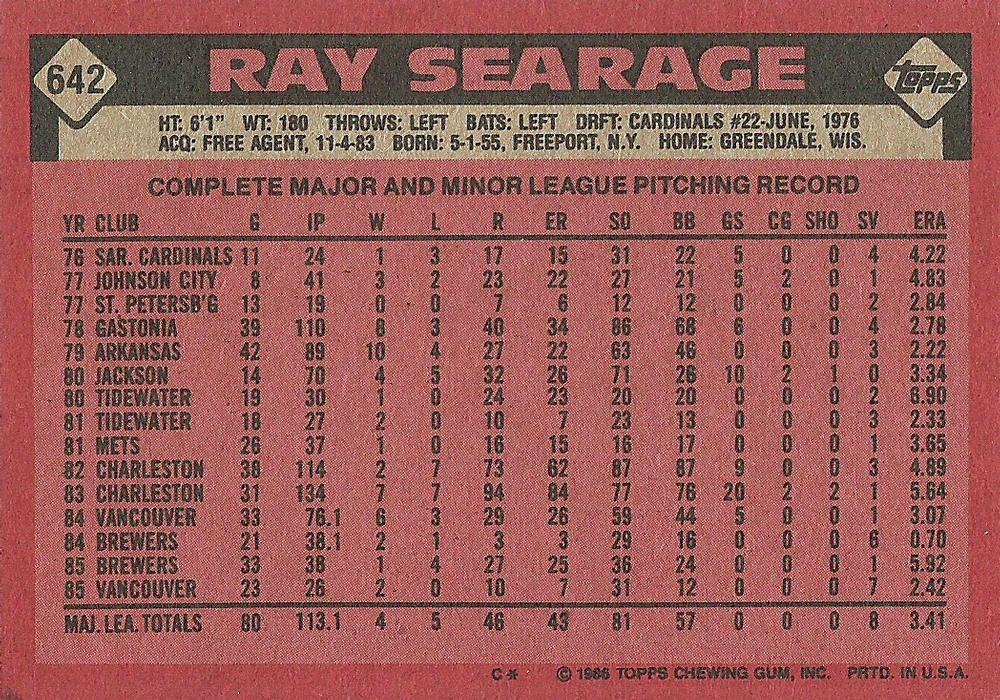 642 RAY SEARAGE Topps
HT: 6'1" WT: 180 THROWS: LEFT BATS: LEFT DRFT: CARDINALS #22-JUNE, 1976
ACQ: FREE AGENT, 11-4-83 BORN: 5-1-55, FREEPORT, N.Y. HOME: GREENDALE, WIS.
COMPLETE MAJOR AND MINOR LEAGUE PITCHING RECORD
YR CLUB G IP W L R ER SO BB GS CG SHO SV ERA
76 SAR. CARDINALS 11 24 1 3 17 15 31 22 5 0 0 4 4.22
77 JOHNSON CITY 8 41 3 2 23 22 27 21 5 2 0 1 4.83
77 ST. PETERSB'G 13 19 0 0 7 6 12 12 0 0 0 2 2.84
78 GASTONIA 39 110 8 3 40 34 86 68 6 0 0 4 2.78
79 ARKANSAS 42 89 10 4 27 22 63 46 0 0 0 3 2.22
80 JACKSON 14 70 4 5 32 26 71 26 10 2 1 0 3.34
80 TIDEWATER 19 30 1 0 24 23 20 20 0 0 0 2 6.90
81 TIDEWATER 18 27 2 0 10 7 23 13 0 0 0 3 2.33
81 METS 26 37 1 0 16 15 16 17 0 0 0 1 3.65
82 CHARLESTON 38 114 2 7 73 62 87 87 9 0 0 3 4.89
83 CHARLESTON 31 134 7 7 94 84 77 76 20 2 2 1 5.64
84 VANCOUVER 33 76.1 6 3 29 26 59 44 5 0 0 1 3.07
84 BREWERS 21 38.1 2 1 3 3 29 16 0 0 0 6 0.70
85 BREWERS 33 38 1 4 27 25 36 24 0 0 0 1 5.92
85 VANCOUVER 23 26 2 0 10 7 31 12 0 0 0 7 2.42
MAJ. LEA. TOTALS 80 113.1 4 5 46 43 81 57 0 0 0 8 3.41
C* © 1986 TOPPS CHEWING GUM, INC. PRTD. IN U.S.A.